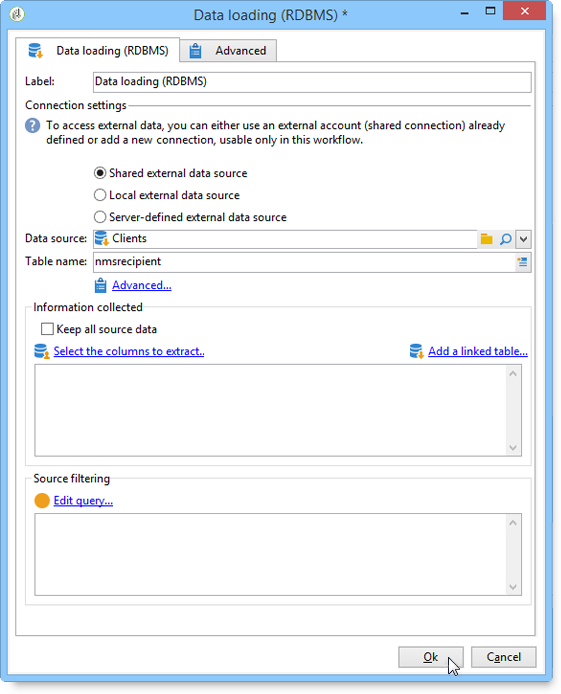 Data loading (RDBMS) *
Data loading (RDBMS)
Advanced
Label:
Data loading (RDBMS)
Connection settings
To access external data, you can either use an external account (shared connection) already
defined or add a new connection, usable only in this workflow.
Shared external data source
Local external data source
Server-defined external data source
Data source:
Clients
Table name:
nmsrecipient
Advanced...
Information collected
Keep all source data
Select the columns to extract..
Add a linked table...
Source filtering
Edit query...
Ok
Cancel